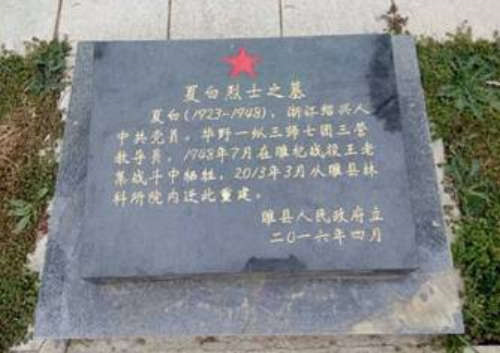 夏白烈士之墓
夏白(1923-1948)，浙江绍兴人
中共党员。华野一纵三师七团三营
教导员，1948年7月在睢杞战役王老
集战斗中牺牲，2013年3月从睢县林
科所院内迁此重建。
睢县人民政府立
二〇一六年四月